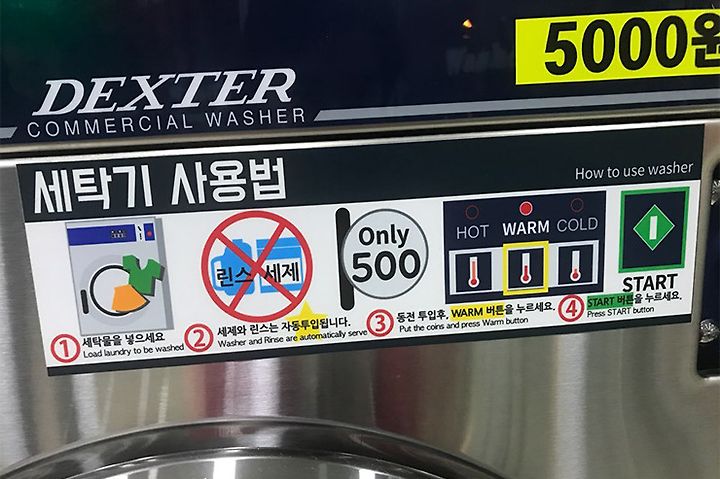 5000원
DEXTER
COMMERCIAL WASHER
세탁기 사용법
How to use washer
린스 세제
Only
500
HOT WARM COLD
START
1 세탁물을 넣으세요
Load laundry to be washed
2 세제와 린스는 자동투입됩니다.
Washer and Rinse are automatically serve
3 동전 투입후, WARM 버튼을 누르세요.
Put the coins and press Warm button
4 START 버튼을 누르세요.
Press START button